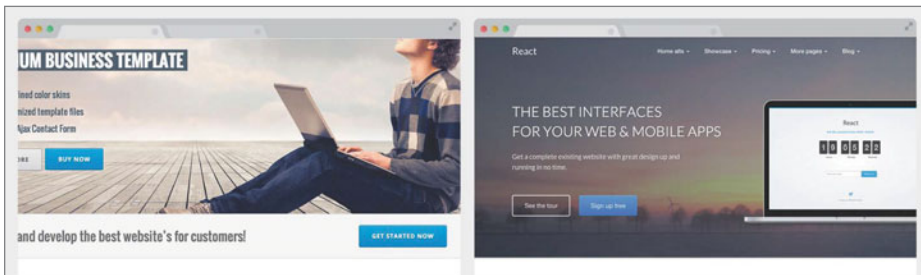 IUM BUSINESS TEMPLATE
ined color skins
mized template files
Ajax Contact Form
ORE
BUY NOW
and develop the best website's for customers!
GET STARTED NOW
React
Home alts
Showcase
Pricing
More pages
Blog
THE BEST INTERFACES
FOR YOUR WEB & MOBILE APPS
Get a complete existing website with great design up and
running in no time.
See the tour
Sign up free
React
19 05 22